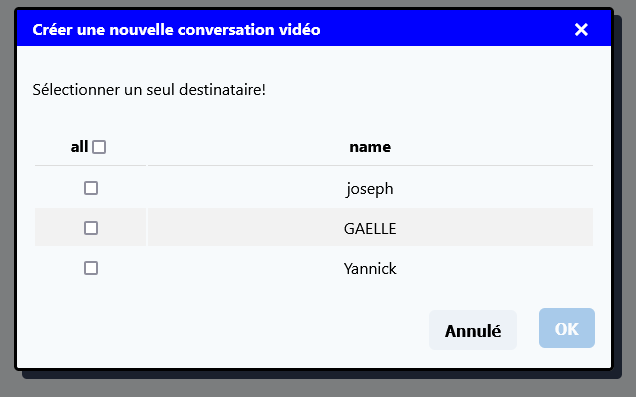 Créer une nouvelle conversation vidéo ×
Sélectionner un seul destinataire!
all name
joseph
GAELLE
Yannick
Annulé OK